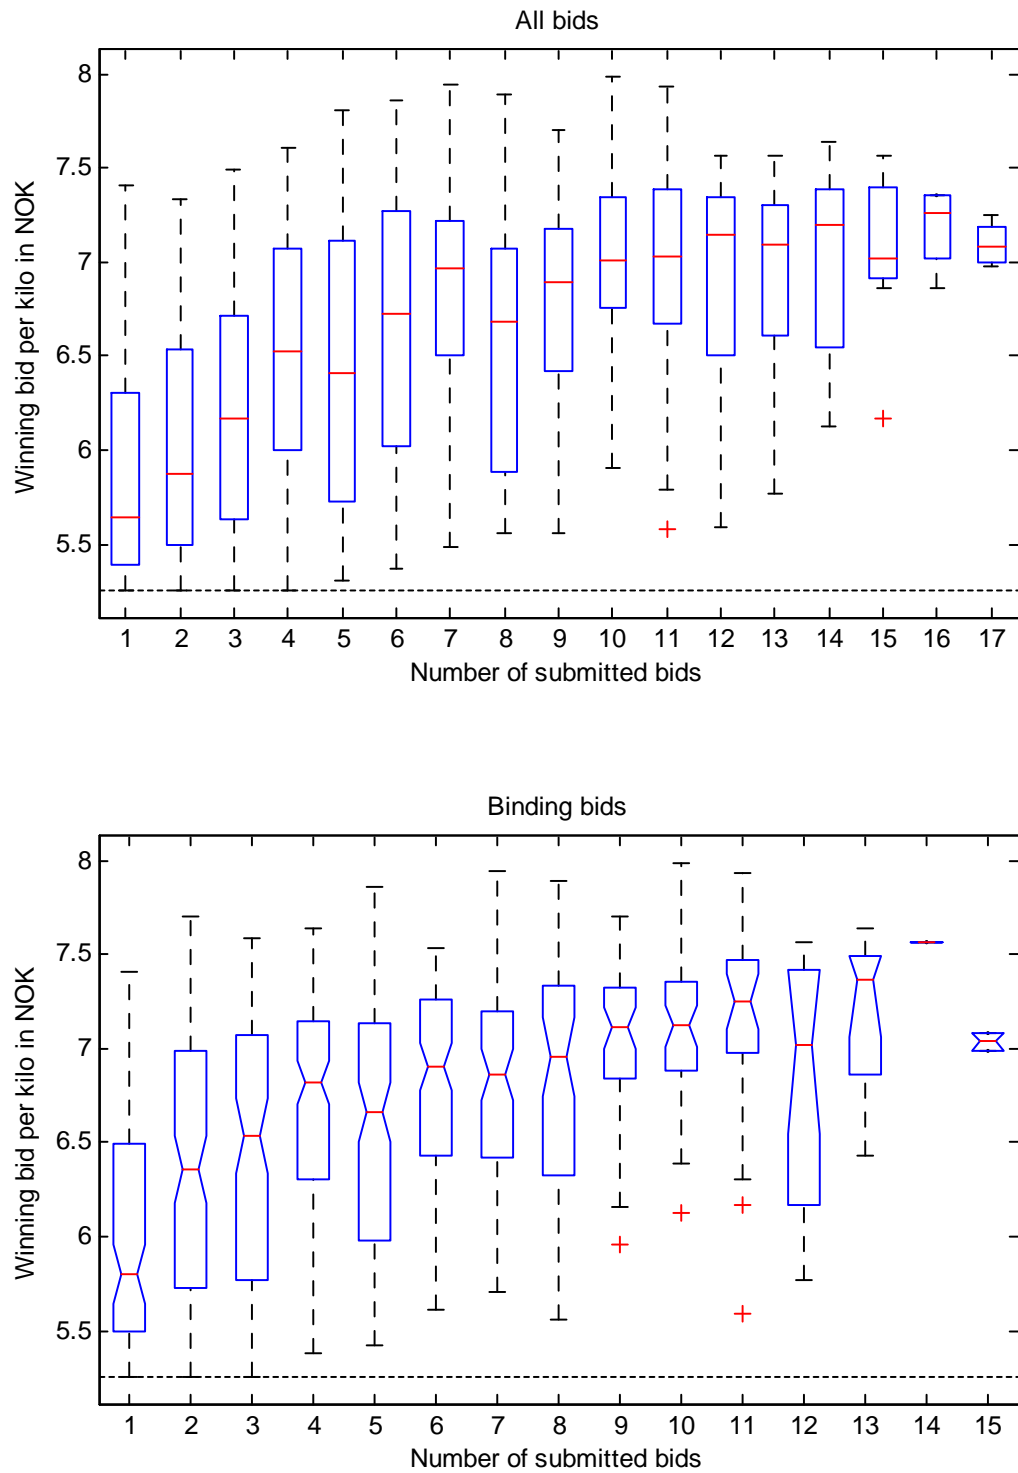 All bids
Winning bid per kilo in NOK
8
7.5
7
6.5
6
5.5
1 2 3 4 5 6 7 8 9 10 11 12 13 14 15 16 17
Number of submitted bids
Binding bids
Winning bid per kilo in NOK
8
7.5
7
6.5
6
5.5
1 2 3 4 5 6 7 8 9 10 11 12 13 14 15
Number of submitted bids